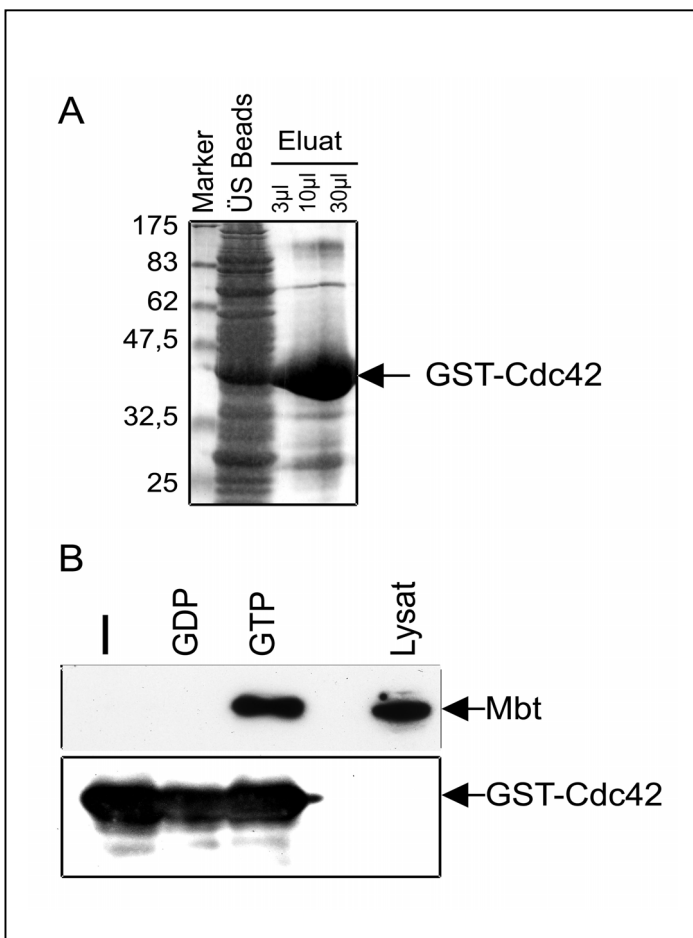 A
Marker
ÜS Beads
Eluat
3µl
10µl
30µl
175
83
62
47,5
32,5
25
GST-Cdc42
B
–
GDP
GTP
Lysat
Mbt
GST-Cdc42